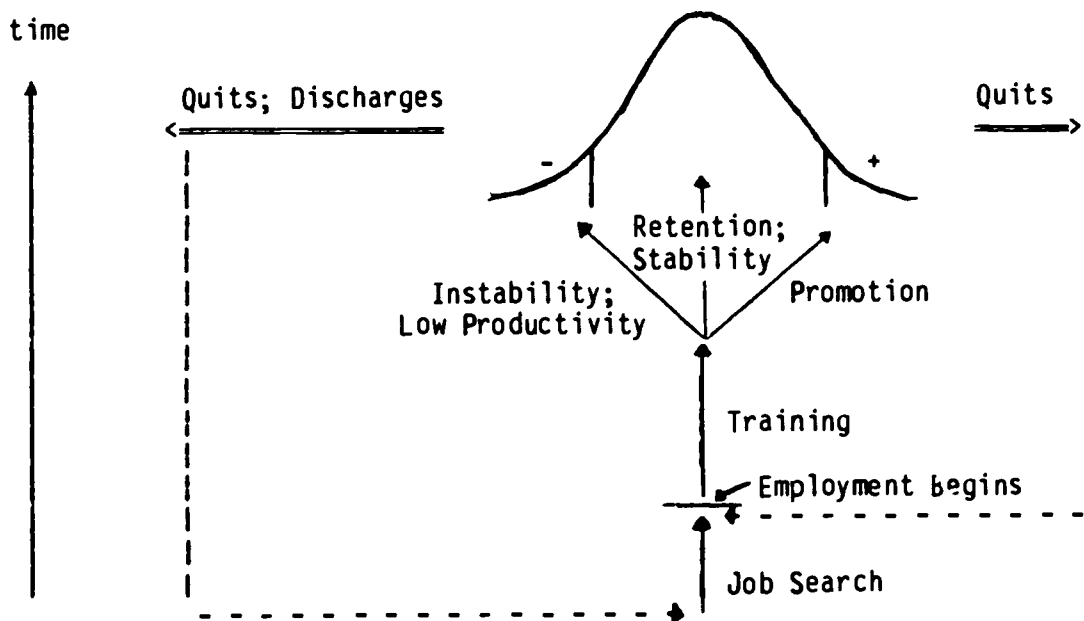 time
Quits; Discharges
Quits
-
+
Retention;
Stability
Instability;
Low Productivity
Promotion
Training
Employment begins
Job Search